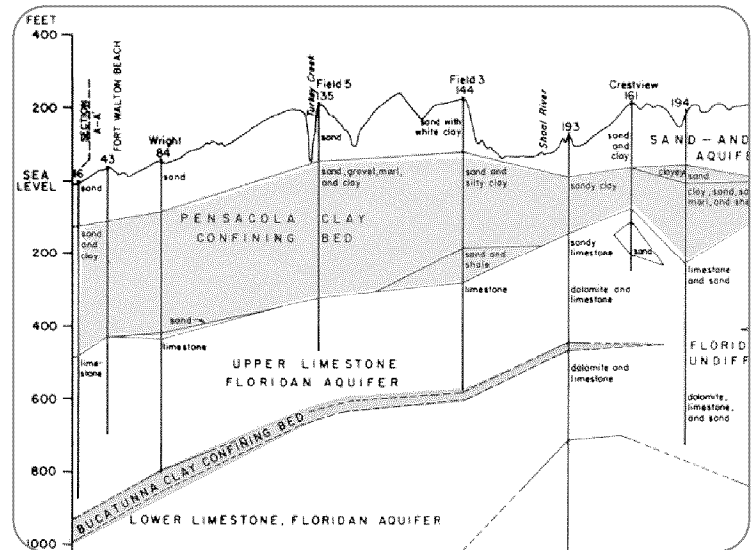 FEET
400
200
SEA
LEVEL
200
400
600
800
1000
SECTION
A-A'
FORT WALTON BEACH
43
Wright
84
Turkey Creek
Field 5
135
Field 3
144
Shoal River
193
Crestview
161
194
sand
sand
sand
sand with
white clay
sand
and
clay
SAND-AND
AQUIFE
sand
and
clay
sand, gravel, marl,
and clay
sand and
silty clay
sandy clay
clayey
sand
clay, sand,
marl, and
PENSACOLA CLAY
CONFINING BED
sand and
shale
limestone
sandy
limestone
sand
limestone
and sand
dolomite and
limestone
sand
limestone
lime-
stone
UPPER LIMESTONE
FLORIDAN AQUIFER
FLORID
UNDIFF
dolomite and
limestone
dolomite,
limestone,
and sand
BUCATUNNA CLAY CONFINING BED
LOWER LIMESTONE, FLORIDAN AQUIFER